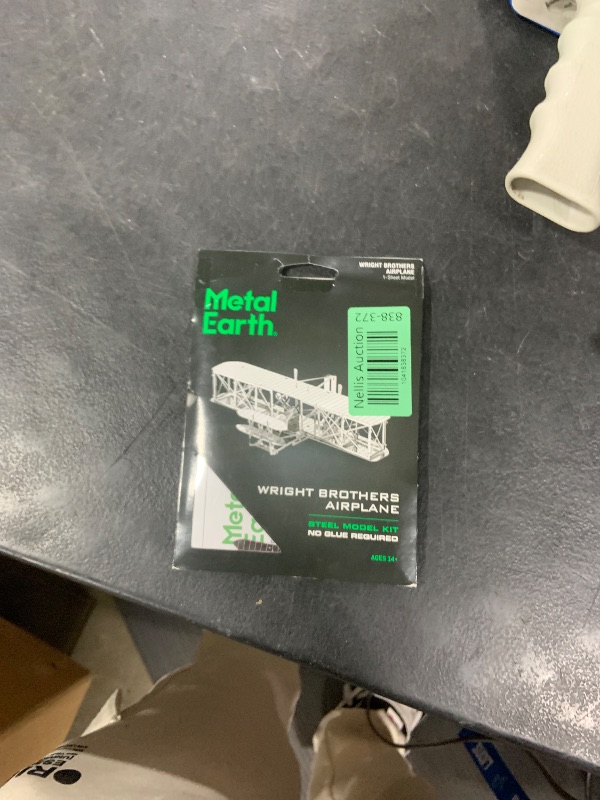 WRIGHT BROTHERS
AIRPLANE
1-Sheet Model
Metal
Earth
Nellis Auction
838-372
1041838372
WRIGHT BROTHERS
AIRPLANE
STEEL MODEL KIT
NO GLUE REQUIRED
AGES 14+